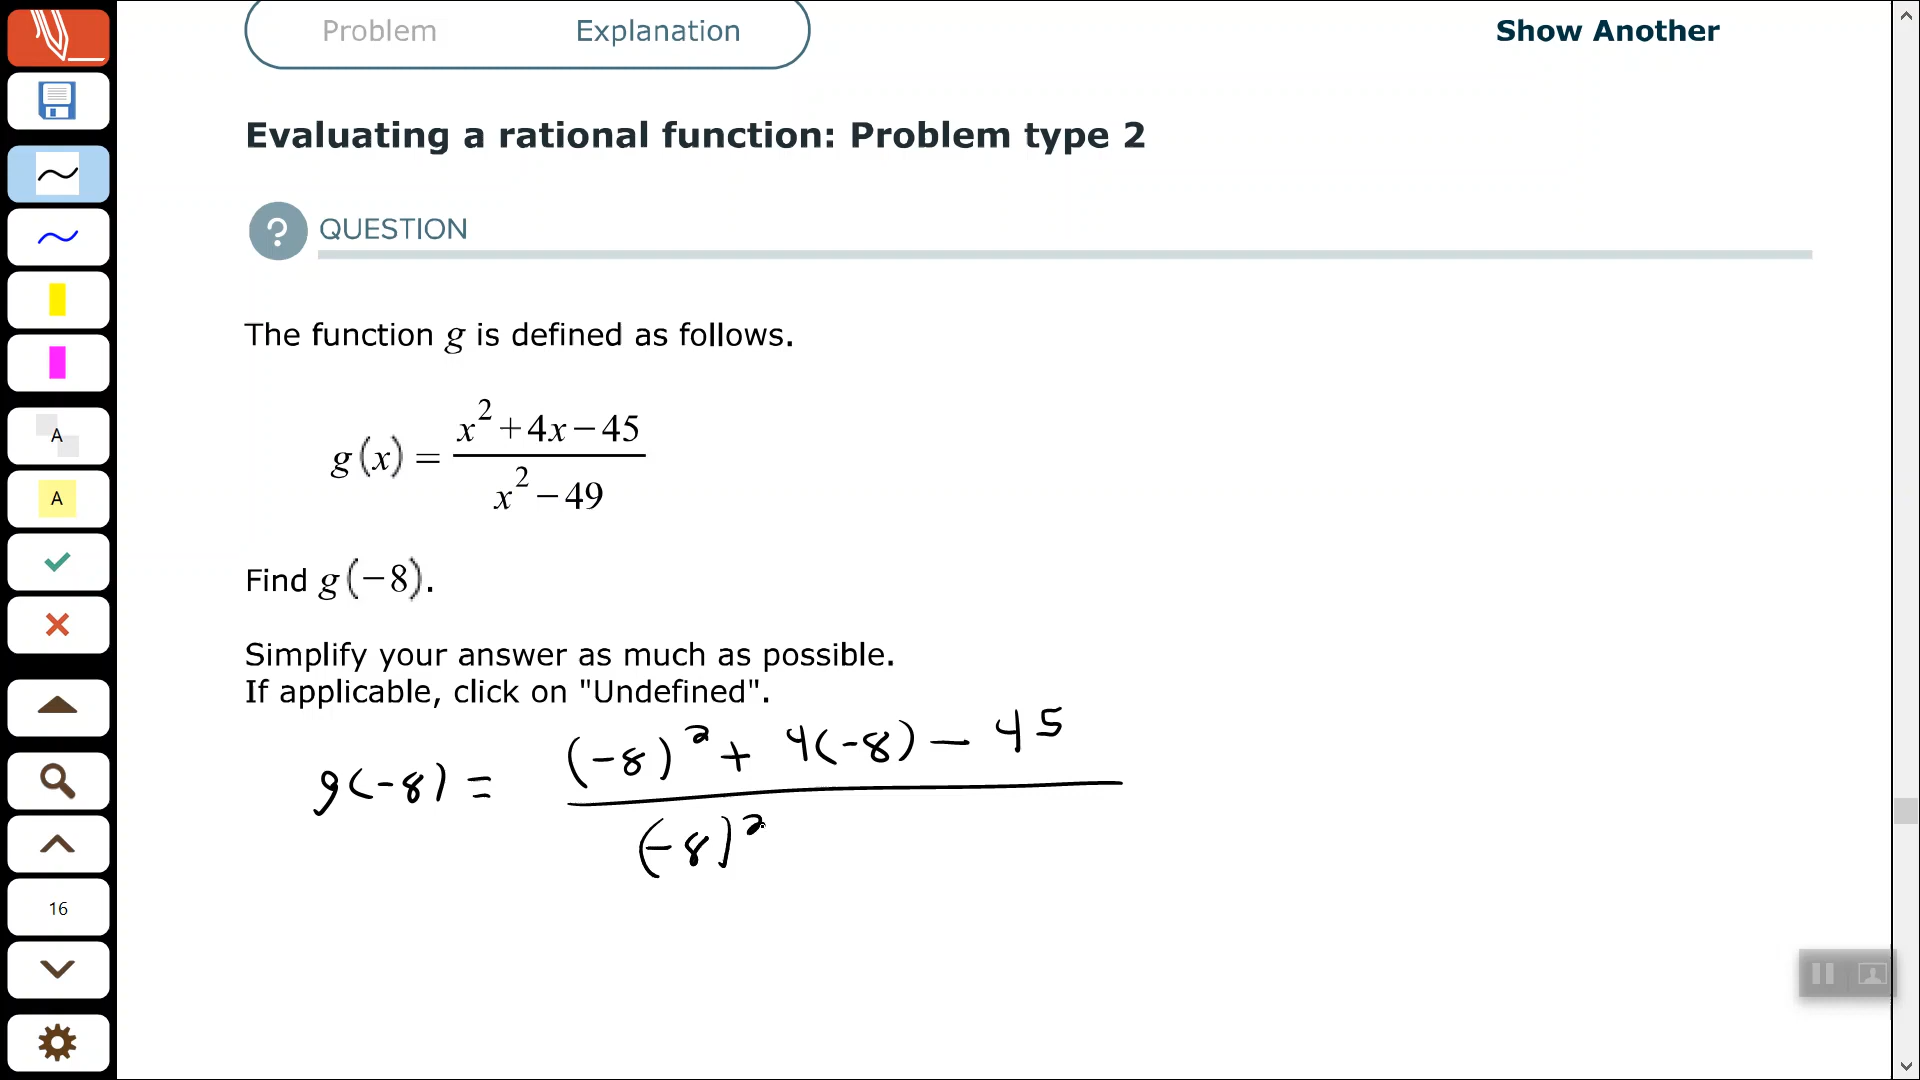 Problem Explanation Show Another
Evaluating a rational function: Problem type 2
? QUESTION
The function g is defined as follows.
g(x) = (x² + 4x − 45) / (x² − 49)
Find g(−8).
Simplify your answer as much as possible.
If applicable, click on "Undefined".
g(-8) = ((-8)² + 4(-8) - 45) / (-8)²
A
A
16